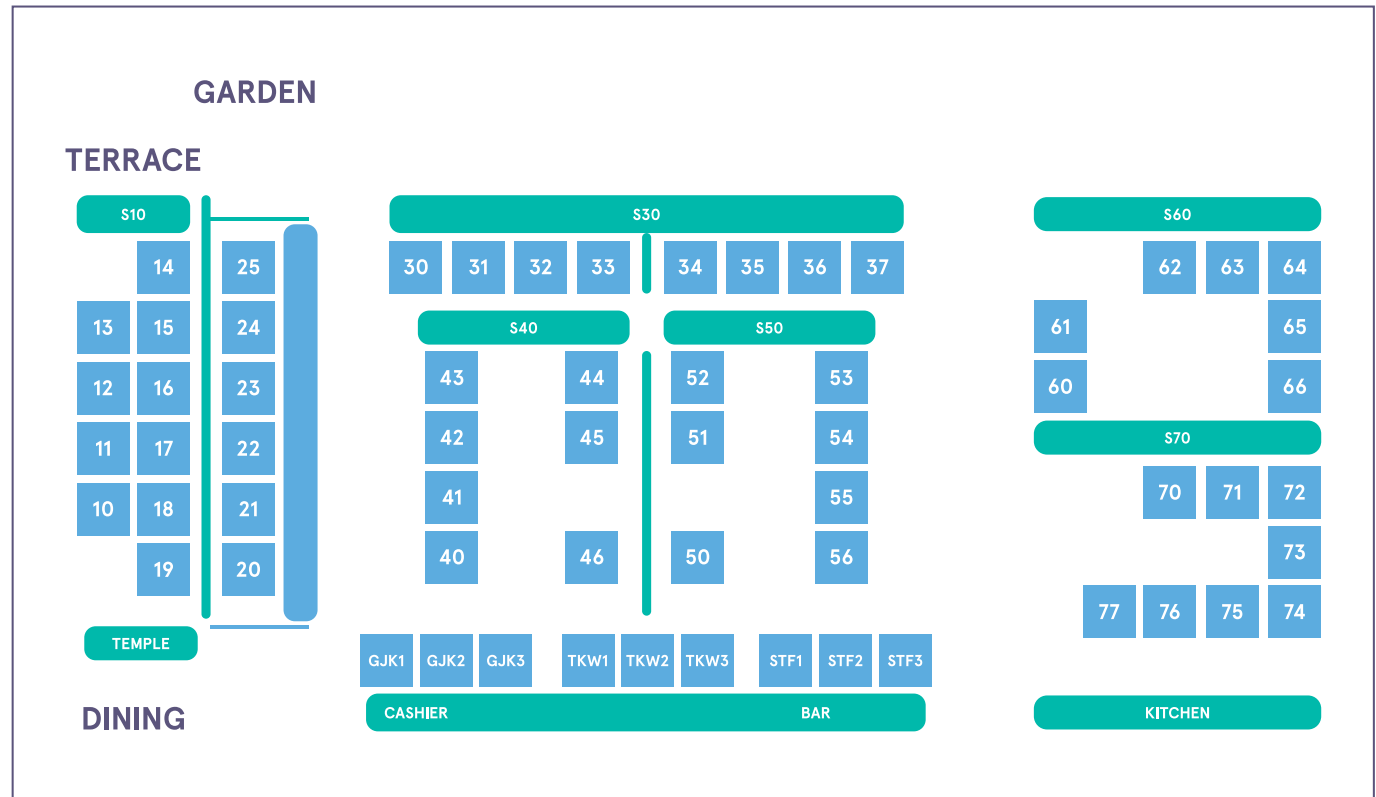 GARDEN
TERRACE
S10 S30 S60
14 25 30 31 32 33 34 35 36 37 62 63 64
13 15 24 S40 S50 61 65
12 16 23 43 44 52 53 60 66
11 17 22 42 45 51 54 S70
10 18 21 41 55 70 71 72
19 20 40 46 50 56 73
77 76 75 74
TEMPLE
GJK1 GJK2 GJK3 TKW1 TKW2 TKW3 STF1 STF2 STF3
DINING CASHIER BAR KITCHEN